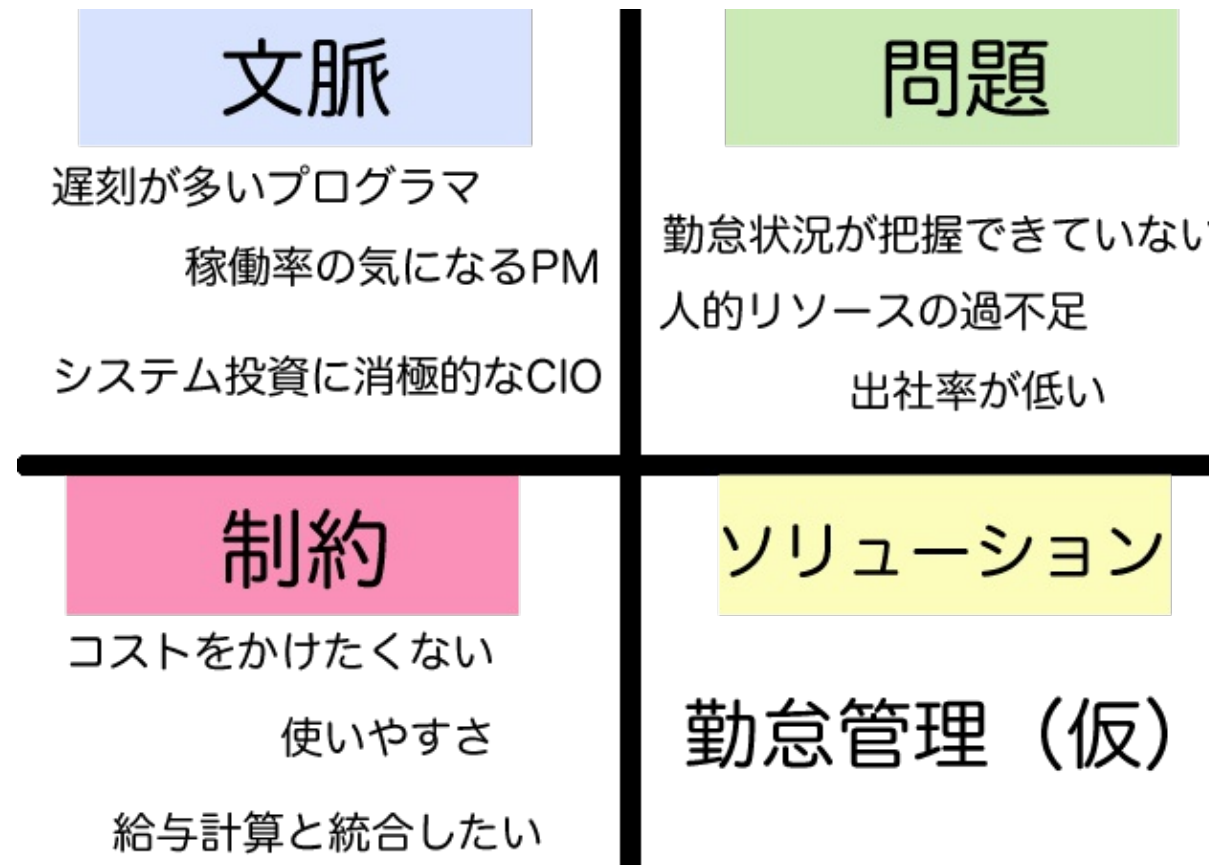 文脈
遅刻が多いプログラマ
稼働率の気になるPM
システム投資に消極的なCIO
問題
勤怠状況が把握できていない
人的リソースの過不足
出社率が低い
制約
コストをかけたくない
使いやすさ
給与計算と統合したい
ソリューション
勤怠管理（仮）